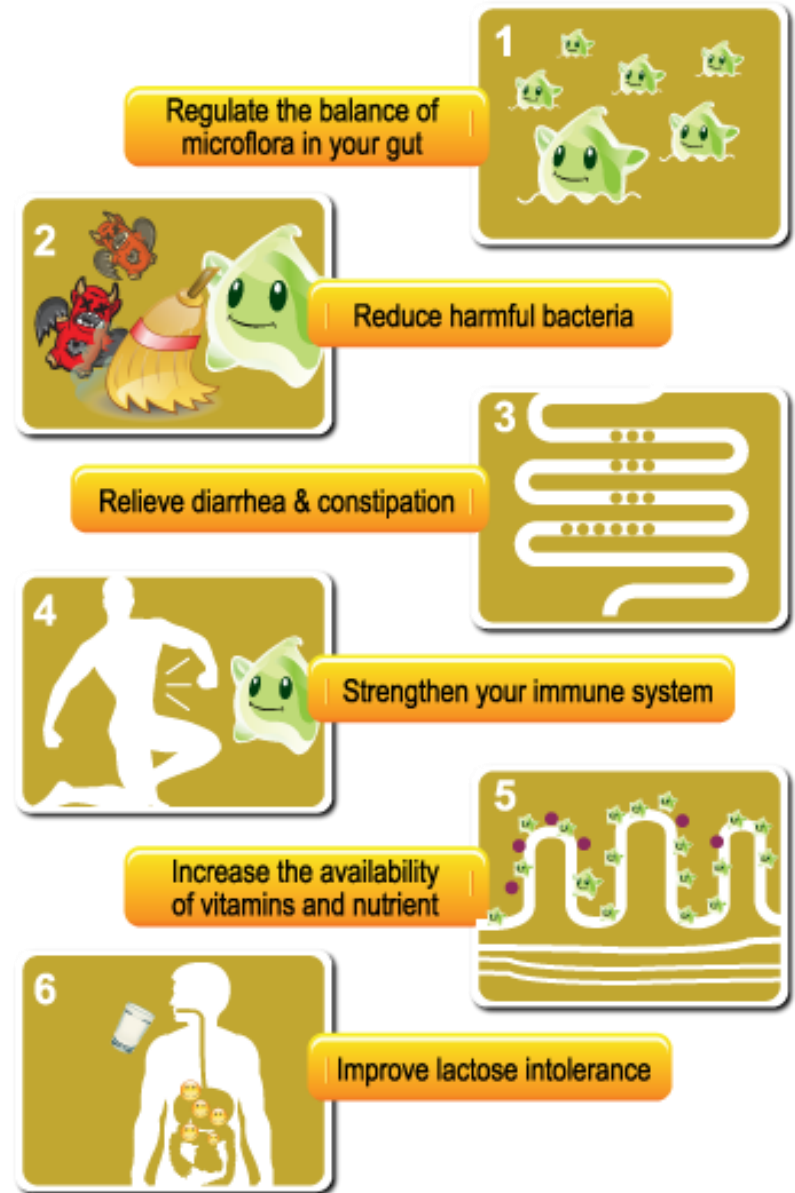 1
Regulate the balance of
microflora in your gut
2
Reduce harmful bacteria
3
Relieve diarrhea & constipation
4
Strengthen your immune system
5
Increase the availability
of vitamins and nutrient
6
Improve lactose intolerance